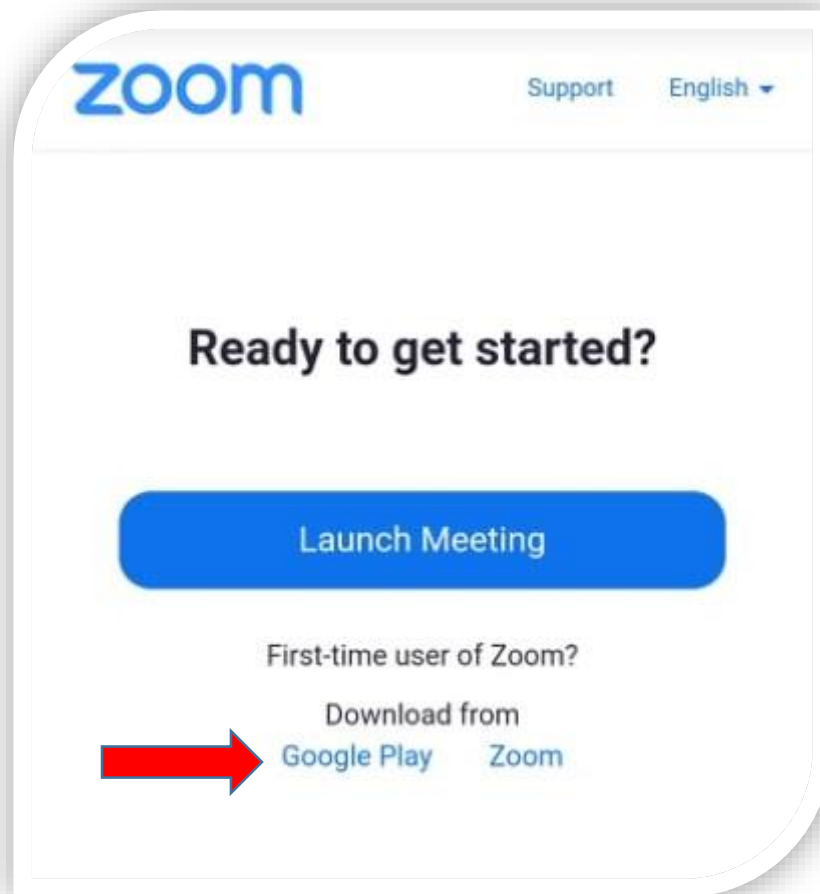 zoom Support English
Ready to get started?
Launch Meeting
First-time user of Zoom?
Download from
Google Play Zoom